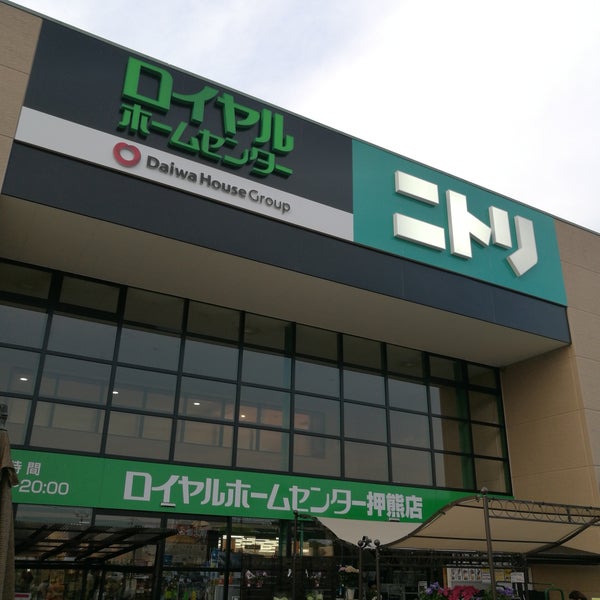 ロイヤル
ホームセンター
Daiwa House Group
ニトリ
時間
~20:00
ロイヤルホームセンター押熊店